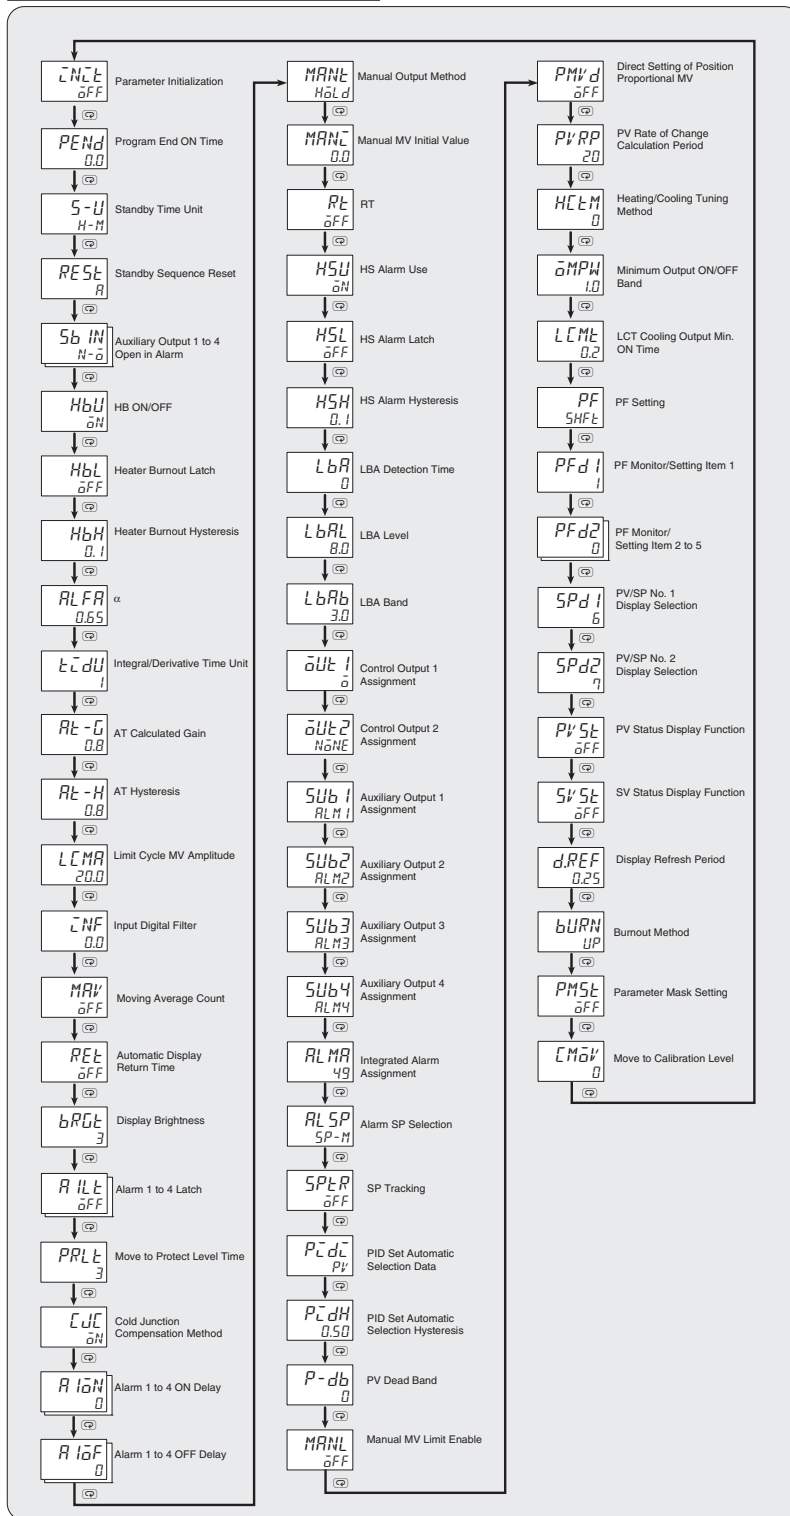 INIT
OFF
Parameter Initialization
PEND
0.0
Program End ON Time
S-U
H-M
Standby Time Unit
REST
A
Standby Sequence Reset
Sb1N
N-O
Auxiliary Output 1 to 4
Open in Alarm
HbU
ON
HB ON/OFF
HbL
OFF
Heater Burnout Latch
HbH
0.1
Heater Burnout Hysteresis
ALFA
0.65
α
TIDU
1
Integral/Derivative Time Unit
AT-G
0.8
AT Calculated Gain
AT-H
0.8
AT Hysteresis
LCMA
20.0
Limit Cycle MV Amplitude
INF
0.0
Input Digital Filter
MAV
OFF
Moving Average Count
RET
OFF
Automatic Display
Return Time
BRGT
3
Display Brightness
A1LT
OFF
Alarm 1 to 4 Latch
PRLT
3
Move to Protect Level Time
CJC
ON
Cold Junction
Compensation Method
A1ON
0
Alarm 1 to 4 ON Delay
A1OF
0
Alarm 1 to 4 OFF Delay
MANT
HOLD
Manual Output Method
MANI
0.0
Manual MV Initial Value
RT
OFF
RT
HSU
ON
HS Alarm Use
HSL
OFF
HS Alarm Latch
HSH
0.1
HS Alarm Hysteresis
LbA
0
LBA Detection Time
LbAL
8.0
LBA Level
LbAb
3.0
LBA Band
OUT1
O
Control Output 1
Assignment
OUT2
NONE
Control Output 2
Assignment
SUb1
ALM1
Auxiliary Output 1
Assignment
SUb2
ALM2
Auxiliary Output 2
Assignment
SUb3
ALM3
Auxiliary Output 3
Assignment
SUb4
ALM4
Auxiliary Output 4
Assignment
ALMA
49
Integrated Alarm
Assignment
ALSP
SP-M
Alarm SP Selection
SPTR
OFF
SP Tracking
PIDI
PV
PID Set Automatic
Selection Data
PIDH
0.50
PID Set Automatic
Selection Hysteresis
P-db
0
PV Dead Band
MANL
OFF
Manual MV Limit Enable
PMVd
OFF
Direct Setting of Position
Proportional MV
PVRP
20
PV Rate of Change
Calculation Period
HCTM
0
Heating/Cooling Tuning
Method
OMPW
1.0
Minimum Output ON/OFF
Band
LCMT
0.2
LCT Cooling Output Min.
ON Time
PF
SHFT
PF Setting
PFd1
1
PF Monitor/Setting Item 1
PFd2
0
PF Monitor/
Setting Item 2 to 5
SPd1
6
PV/SP No. 1
Display Selection
SPd2
7
PV/SP No. 2
Display Selection
PVST
OFF
PV Status Display Function
SVST
OFF
SV Status Display Function
d.REF
0.25
Display Refresh Period
bURN
UP
Burnout Method
PMST
OFF
Parameter Mask Setting
CMOV
0
Move to Calibration Level